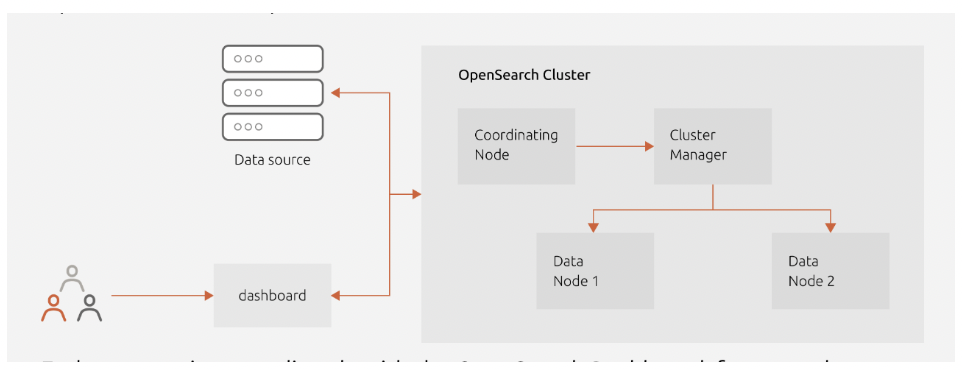 OpenSearch Cluster
Coordinating
Node
Cluster
Manager
Data source
Data
Node 1
Data
Node 2
dashboard